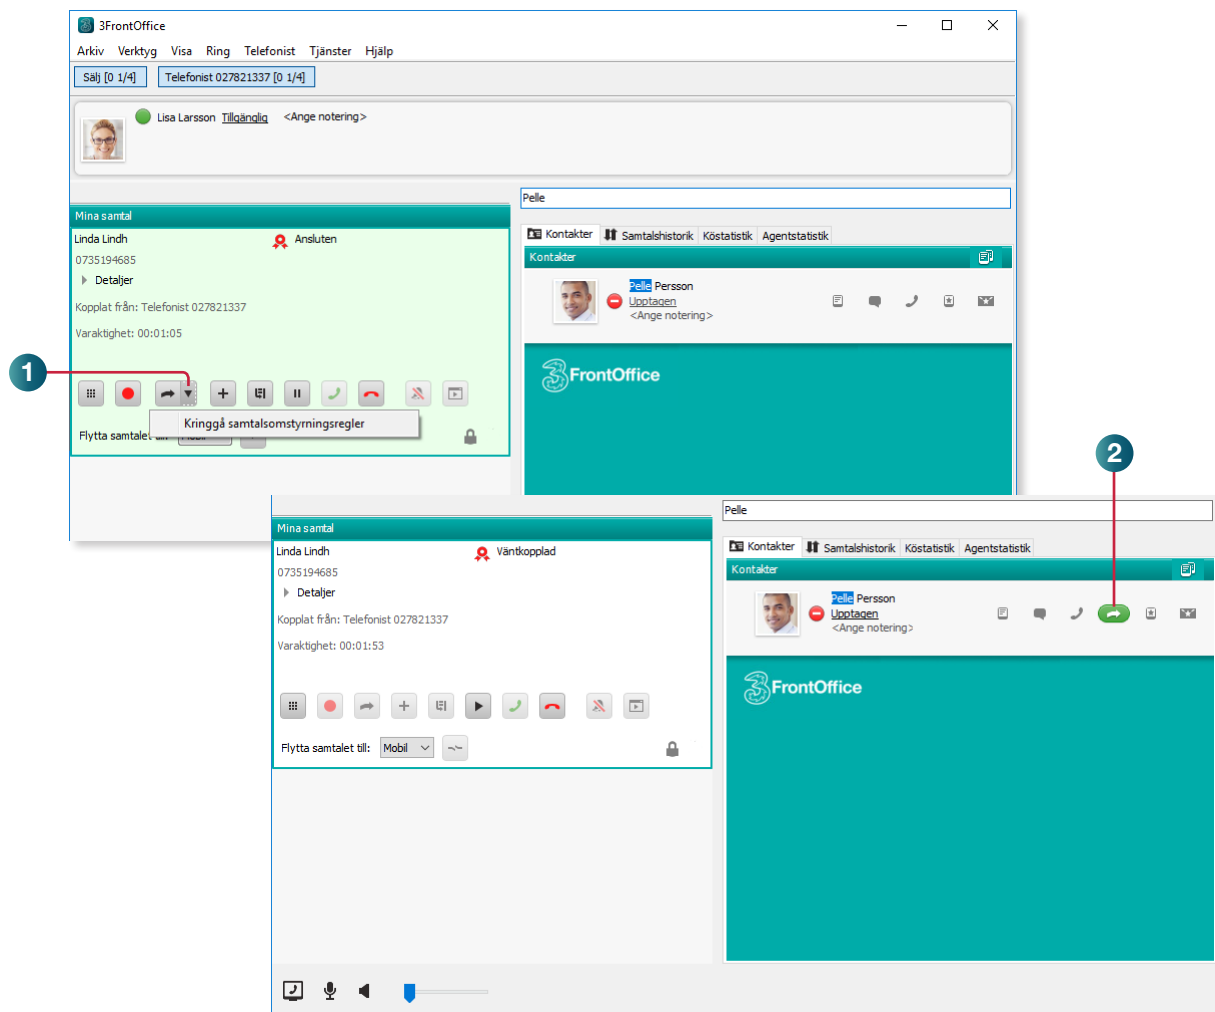 3FrontOffice
Arkiv Verktyg Visa Ring Telefonist Tjänster Hjälp
Sälj [0 1/4] Telefonist 027821337 [0 1/4]
Lisa Larsson Tillgänglig <Ange notering>
Pelle
Mina samtal
Linda Lindh Ansluten
0735194685
Detaljer
Kopplat från: Telefonist 027821337
Varaktighet: 00:01:05
1
Kringgå samtalsomstyrningsregler
Flytta samtalet till: Mobil
Kontakter Samtalshistorik Köstatistik Agentstatistik
Kontakter
Pelle Persson
Upptagen
<Ange notering>
3FrontOffice
2
Pelle
Mina samtal
Linda Lindh Väntkopplad
0735194685
Detaljer
Kopplat från: Telefonist 027821337
Varaktighet: 00:01:53
Flytta samtalet till: Mobil
Kontakter Samtalshistorik Köstatistik Agentstatistik
Kontakter
Pelle Persson
Upptagen
<Ange notering>
3FrontOffice